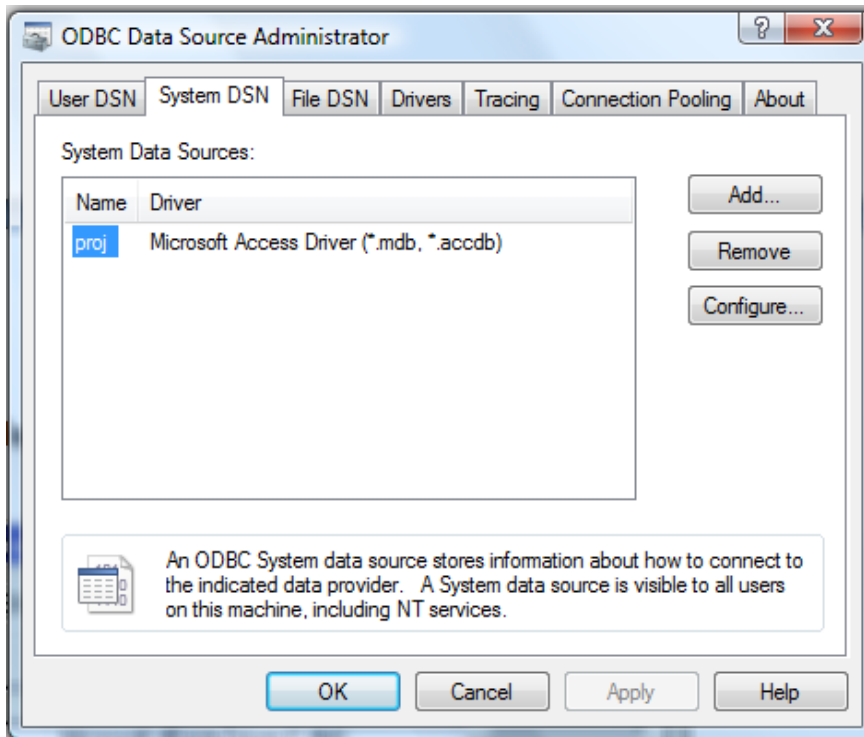 ODBC Data Source Administrator
User DSN System DSN File DSN Drivers Tracing Connection Pooling About
System Data Sources:
Name Driver
proj Microsoft Access Driver (*.mdb, *.accdb)
Add...
Remove
Configure...
An ODBC System data source stores information about how to connect to
the indicated data provider. A System data source is visible to all users
on this machine, including NT services.
OK Cancel Apply Help